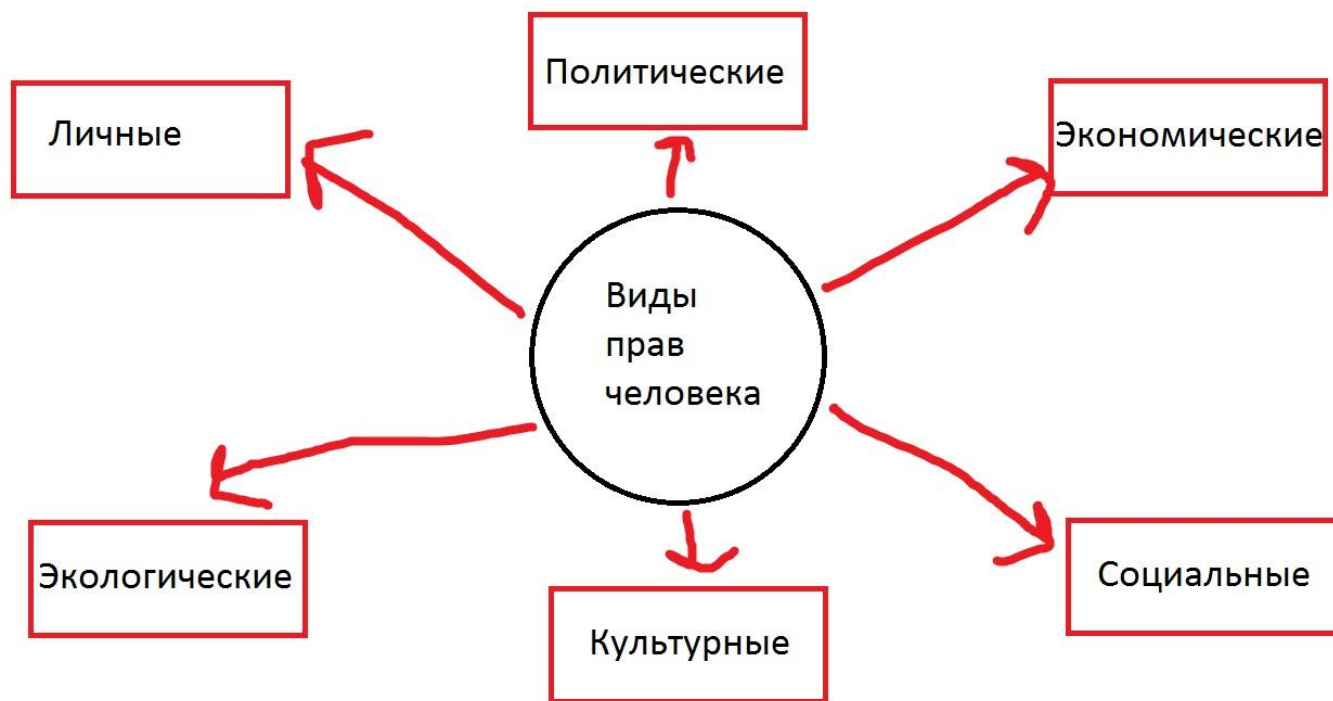 Политические
Личные
Экономические
Виды
прав
человека
Экологические
Социальные
Культурные